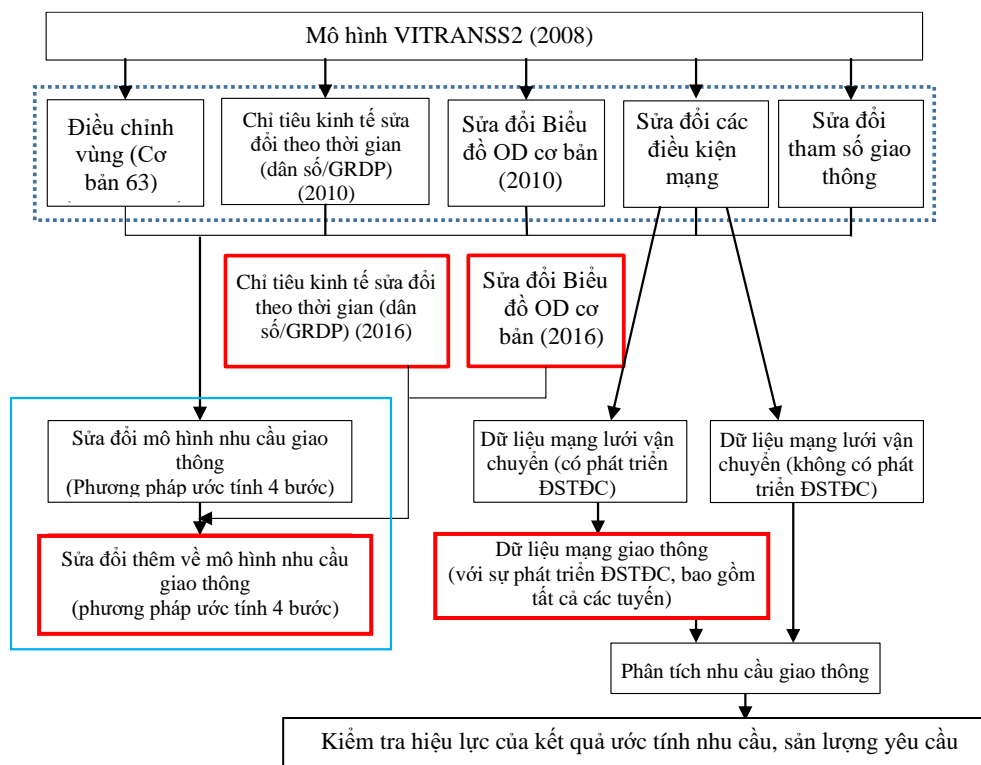 Mô hình VITRANSS2 (2008)
Điều chỉnh
vùng (Cơ
bản 63)
Chỉ tiêu kinh tế sửa
đổi theo thời gian
(dân số/GRDP)
(2010)
Sửa đổi Biểu
đồ OD cơ bản
(2010)
Sửa đổi các
điều kiện
mạng
Sửa đổi
tham số giao
thông
Chỉ tiêu kinh tế sửa đổi
theo thời gian (dân
số/GRDP) (2016)
Sửa đổi Biểu
đồ OD cơ
bản (2016)
Sửa đổi mô hình nhu cầu giao
thông
(Phương pháp ước tính 4 bước)
Dữ liệu mạng lưới vận
chuyển (có phát triển
ĐSTĐC)
Dữ liệu mạng lưới vận
chuyển (không có phát
triển ĐSTĐC)
Sửa đổi thêm về mô hình nhu cầu
giao thông
(phương pháp ước tính 4 bước)
Dữ liệu mạng giao thông
(với sự phát triển ĐSTĐC, bao gồm
tất cả các tuyến)
Phân tích nhu cầu giao thông
Kiểm tra hiệu lực của kết quả ước tính nhu cầu, sản lượng yêu cầu